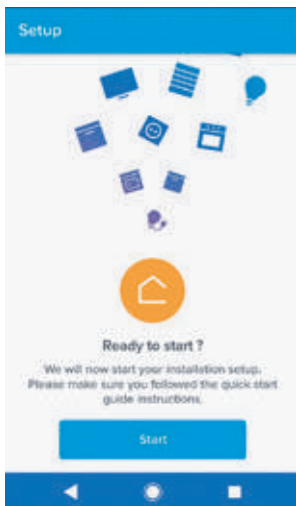 Setup
Ready to start ?
We will now start your installation setup.
Please make sure you followed the quick start
guide instructions.
Start